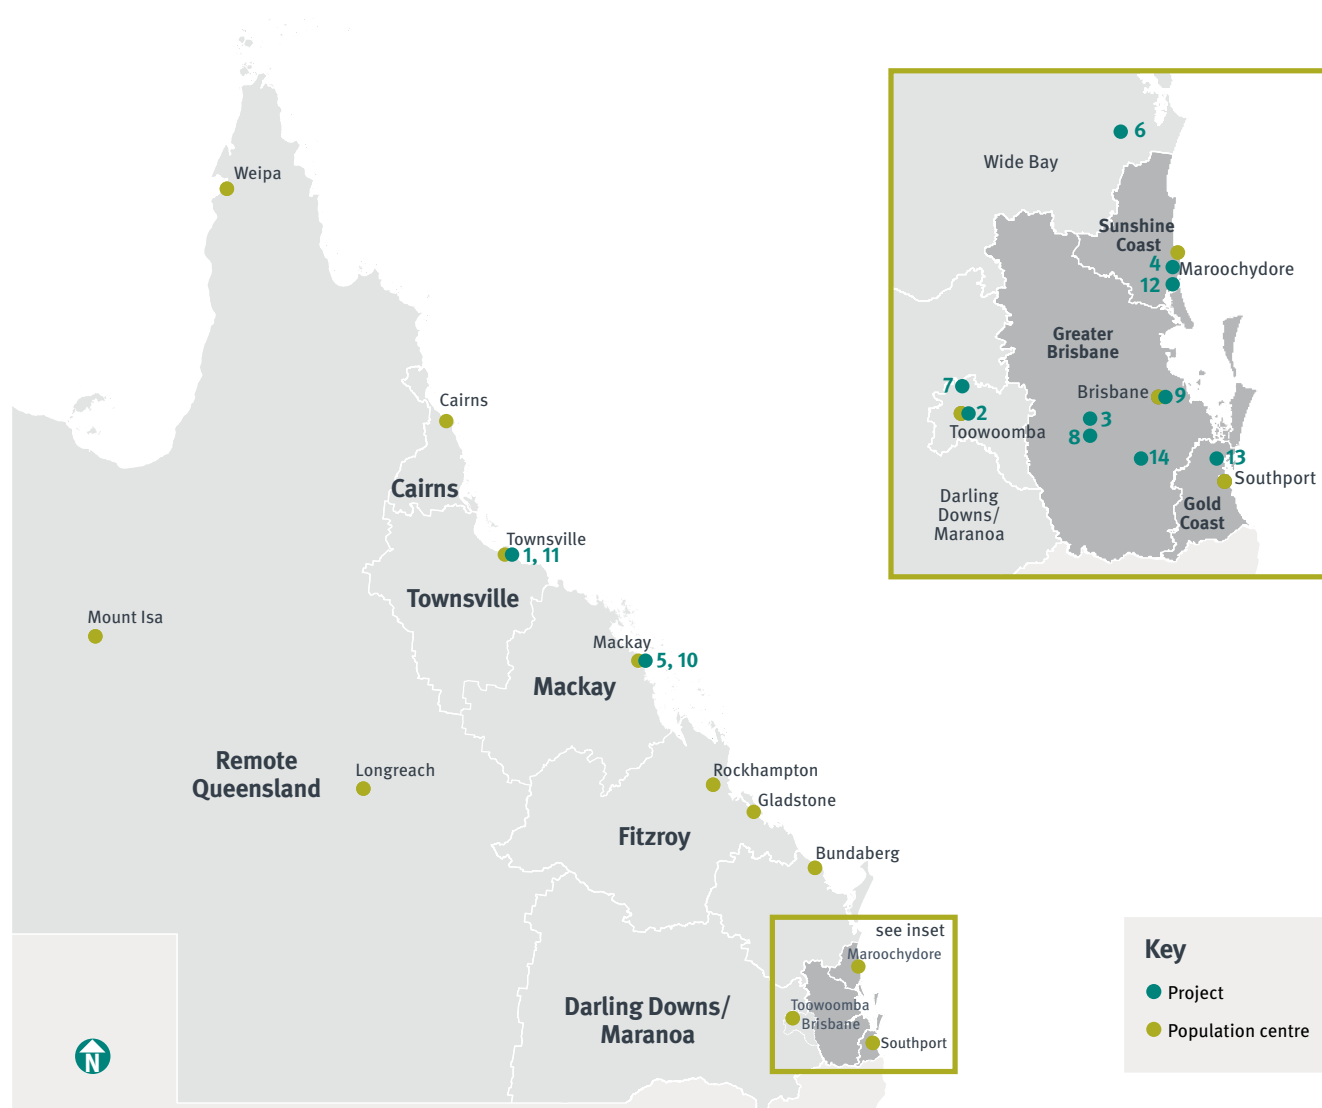 Weipa
Cairns
Cairns
Townsville
1, 11
Townsville
Mount Isa
Mackay
5, 10
Mackay
Remote
Queensland
Longreach
Rockhampton
Gladstone
Fitzroy
Bundaberg
see inset
Maroochydore
Toowoomba
Brisbane
Southport
Darling Downs/
Maranoa
N
6
Wide Bay
Sunshine
Coast
4
Maroochydore
12
Greater
Brisbane
7
Brisbane
9
2
3
Toowoomba
8
14
13
Southport
Darling
Downs/
Maranoa
Gold
Coast
Key
Project
Population centre